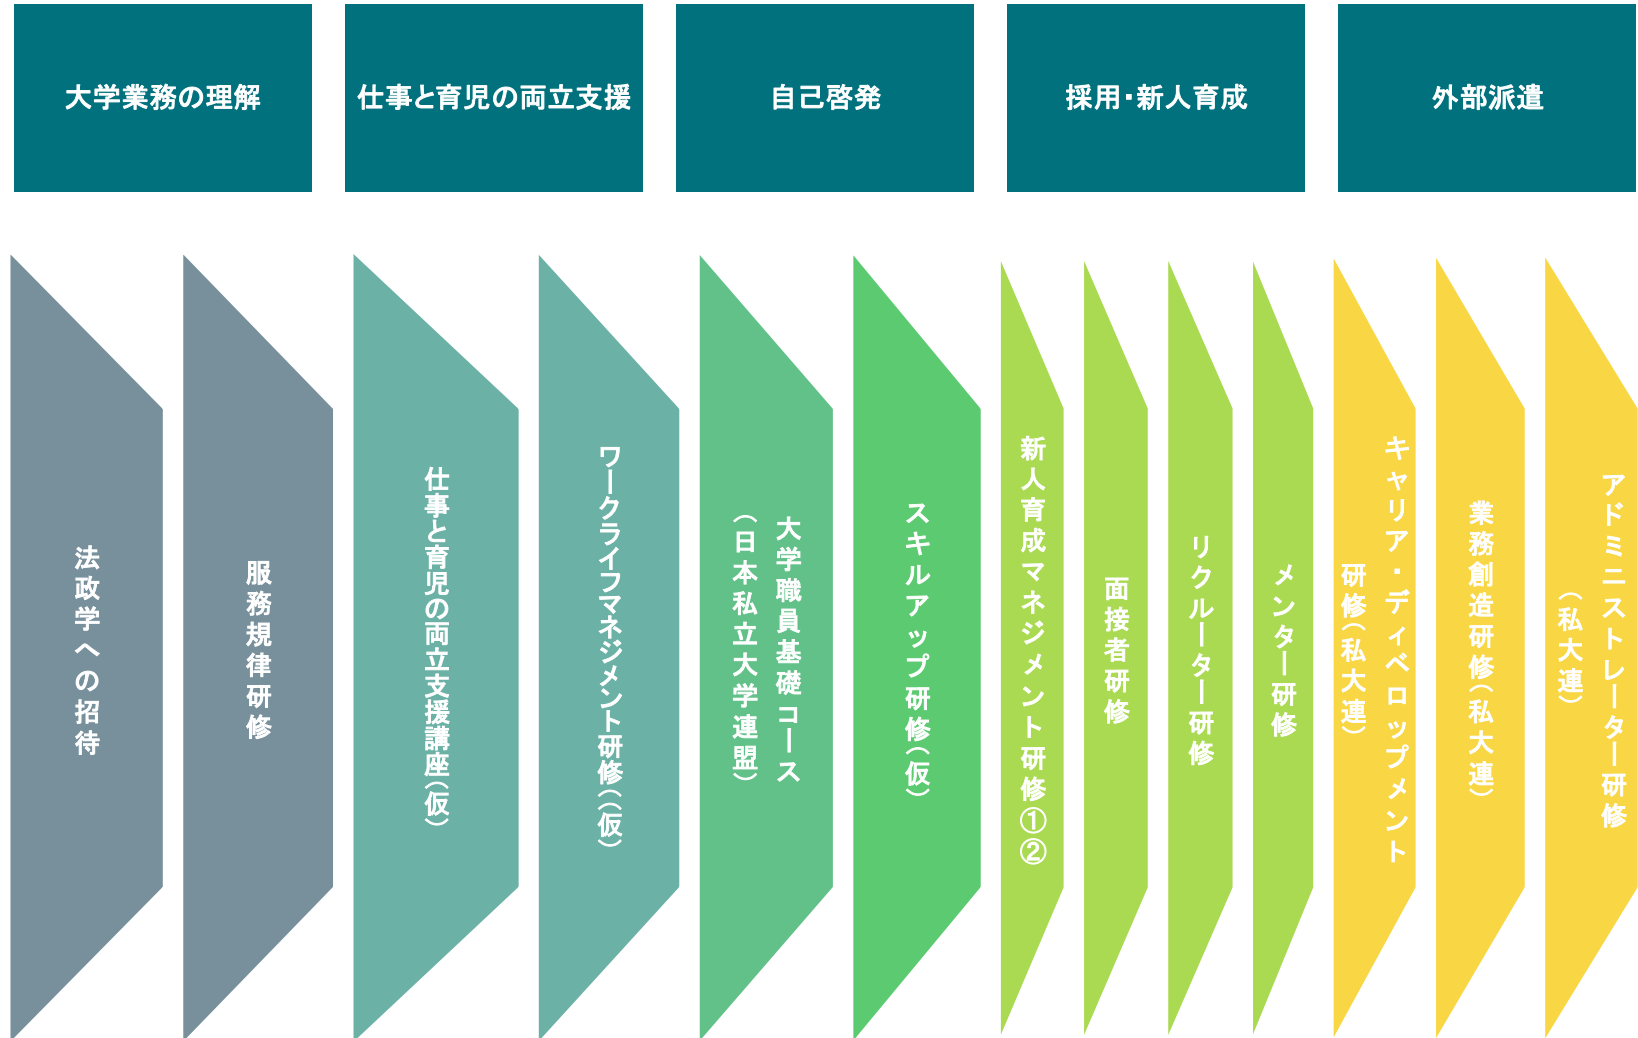 大学業務の理解
仕事と育児の両立支援
自己啓発
採用・新人育成
外部派遣
法政学への招待
服務規律研修
仕事と育児の両立支援講座（仮）
ワークライフマネジメント研修（（仮）
大学職員基礎コース
（日本私立大学連盟）
スキルアップ研修（仮）
新人育成マネジメント研修①②
面接者研修
リクルーター研修
メンター研修
キャリア・ディベロップメント
研修（私大連）
業務創造研修（私大連）
アドミニストレーター研修
（私大連）